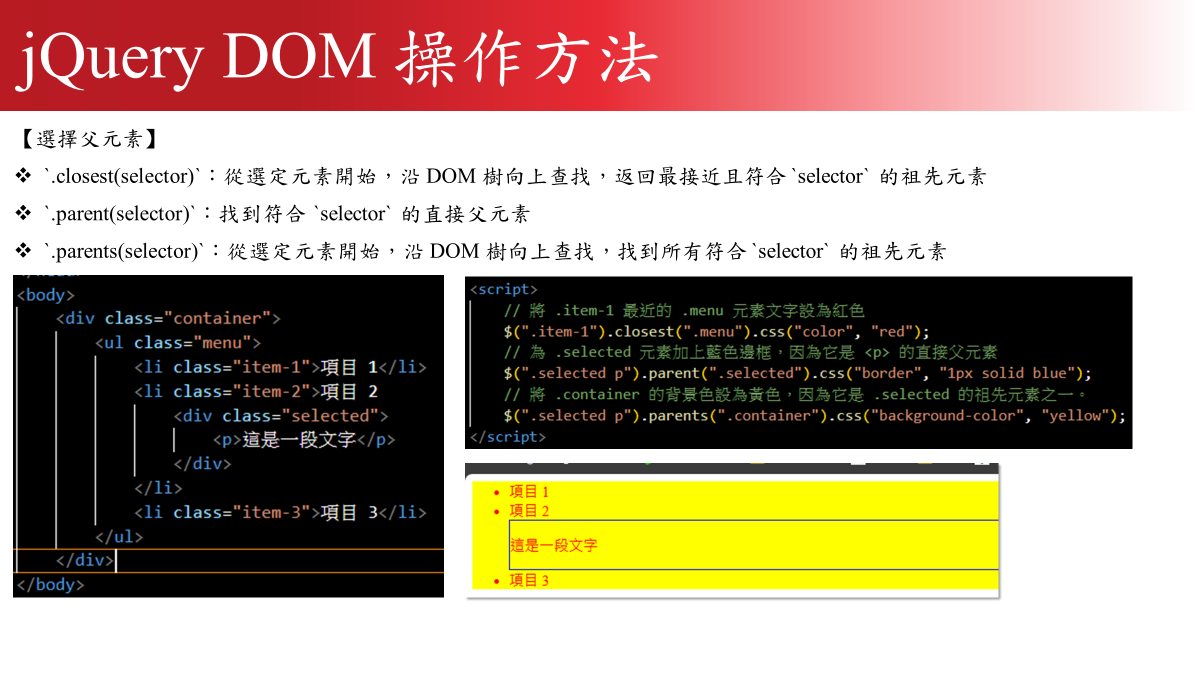 jQuery DOM 操作方法
【選擇父元素】
❖ `.closest(selector)`：從選定元素開始，沿 DOM 樹向上查找，返回最接近且符合 `selector` 的祖先元素
❖ `.parent(selector)`：找到符合 `selector` 的直接父元素
❖ `.parents(selector)`：從選定元素開始，沿 DOM 樹向上查找，找到所有符合 `selector` 的祖先元素
<body>
<div class="container">
<ul class="menu">
<li class="item-1">項目 1</li>
<li class="item-2">項目 2
<div class="selected">
<p>這是一段文字</p>
</div>
</li>
<li class="item-3">項目 3</li>
</ul>
</div>
</body>
<script>
// 將 .item-1 最近的 .menu 元素文字設為紅色
$(".item-1").closest(".menu").css("color", "red");
// 為 .selected 元素加上藍色邊框，因為它是 <p> 的直接父元素
$(".selected p").parent(".selected").css("border", "1px solid blue");
// 將 .container 的背景色設為黃色，因為它是 .selected 的祖先元素之一。
$(".selected p").parents(".container").css("background-color", "yellow");
</script>
• 項目 1
• 項目 2
這是一段文字
• 項目 3